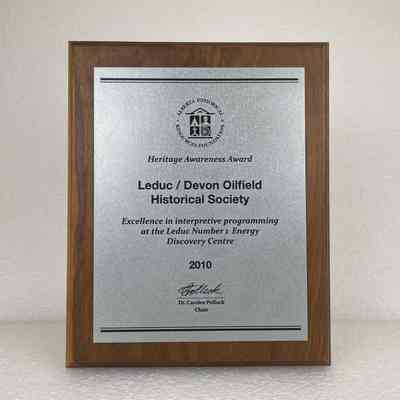 ALBERTA HISTORICAL
RESOURCES FOUNDATION
Heritage Awareness Award
Leduc / Devon Oilfield
Historical Society
Excellence in interpretive programming
at the Leduc Number 1 Energy
Discovery Centre
2010
Dr. Carolee Pollock
Chair